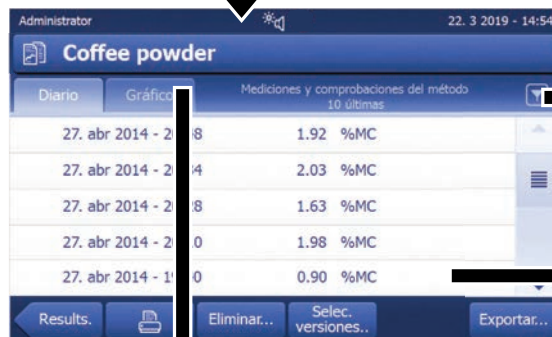 Administrator 22. 3 2019 - 14:54
Coffee powder
Diario Gráfico
Mediciones y comprobaciones del método
10 últimas
27. abr 2014 - 1.92 %MC
27. abr 2014 - 2.03 %MC
27. abr 2014 - 1.63 %MC
27. abr 2014 - 1.98 %MC
27. abr 2014 - 0.90 %MC
Results. Eliminar... Selec. versiones.. Exportar...